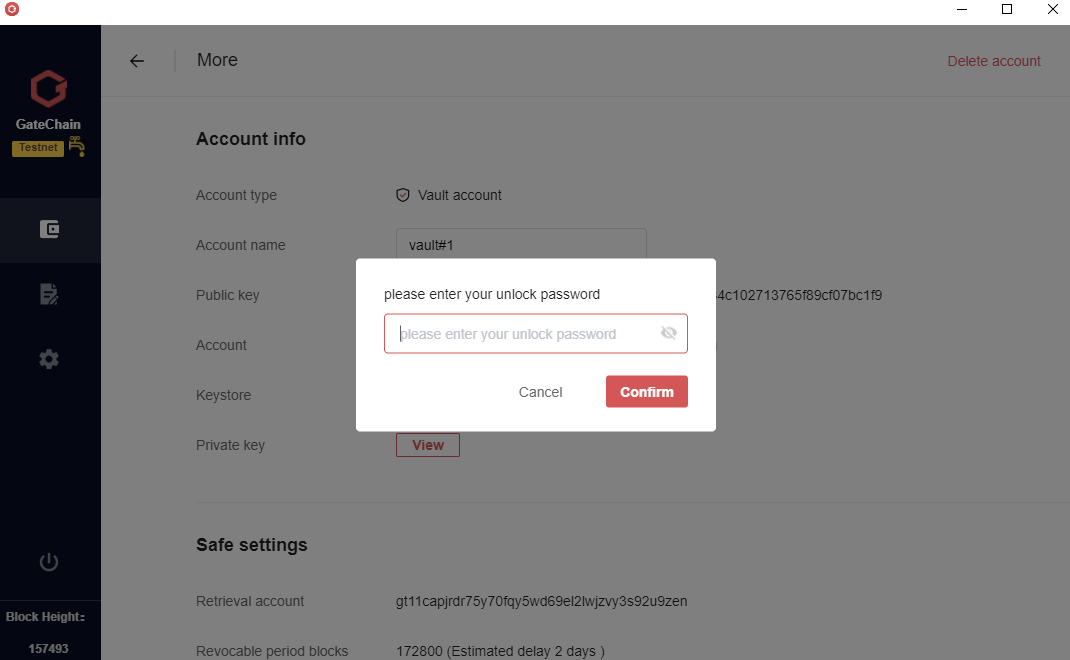 More
Delete account
GateChain
Testnet
Account info
Account type
Vault account
Account name
vault#1
please enter your unlock password
Public key
4c102713765f89cf07bc1f9
please enter your unlock password
Account
Cancel
Confirm
Keystore
Private key
View
Safe settings
Retrieval account
gt11capjrdr75y70fqy5wd69el2lwjzvy3s92u9zen
Block Height:
157493
Revocable period blocks
172800 (Estimated delay 2 days )